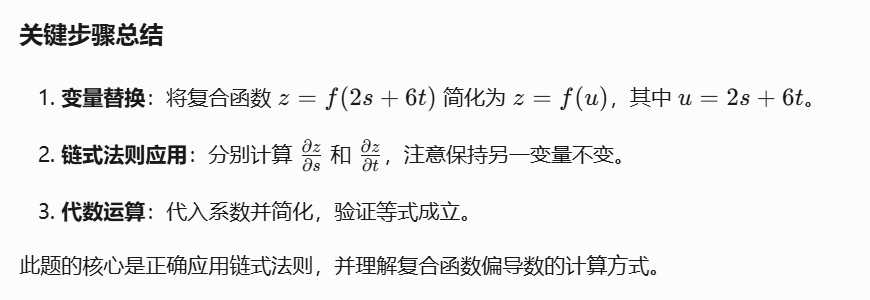 关键步骤总结
1. 变量替换：将复合函数 $z = f(2s + 6t)$ 简化为 $z = f(u)$，其中 $u = 2s + 6t$。
2. 链式法则应用：分别计算 $\frac{\partial z}{\partial s}$ 和 $\frac{\partial z}{\partial t}$，注意保持另一变量不变。
3. 代数运算：代入系数并简化，验证等式成立。
此题的核心是正确应用链式法则，并理解复合函数偏导数的计算方式。